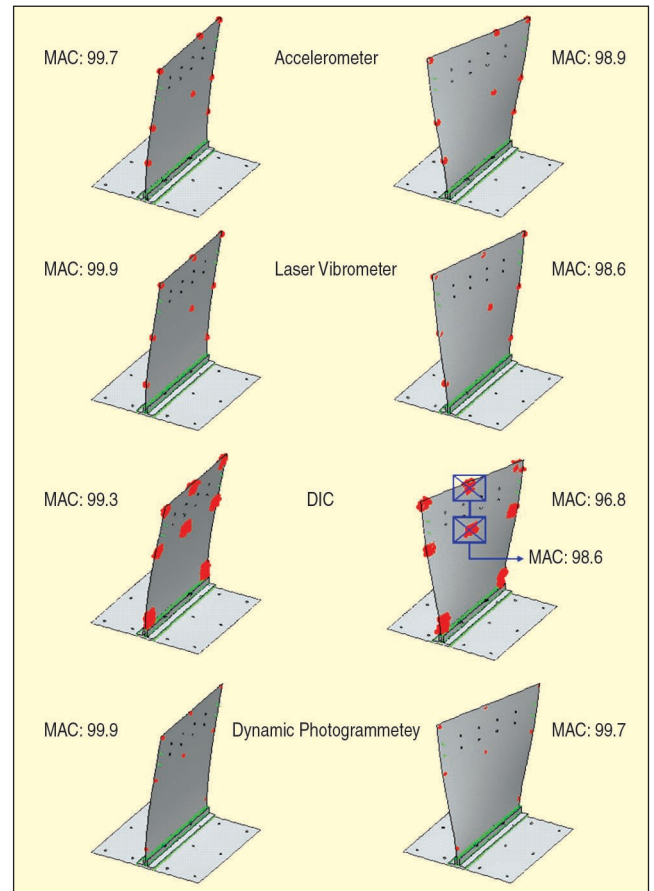 MAC: 99.7 Accelerometer MAC: 98.9
MAC: 99.9 Laser Vibrometer MAC: 98.6
MAC: 99.3 DIC MAC: 96.8
MAC: 98.6
MAC: 99.9 Dynamic Photogrammetey MAC: 99.7